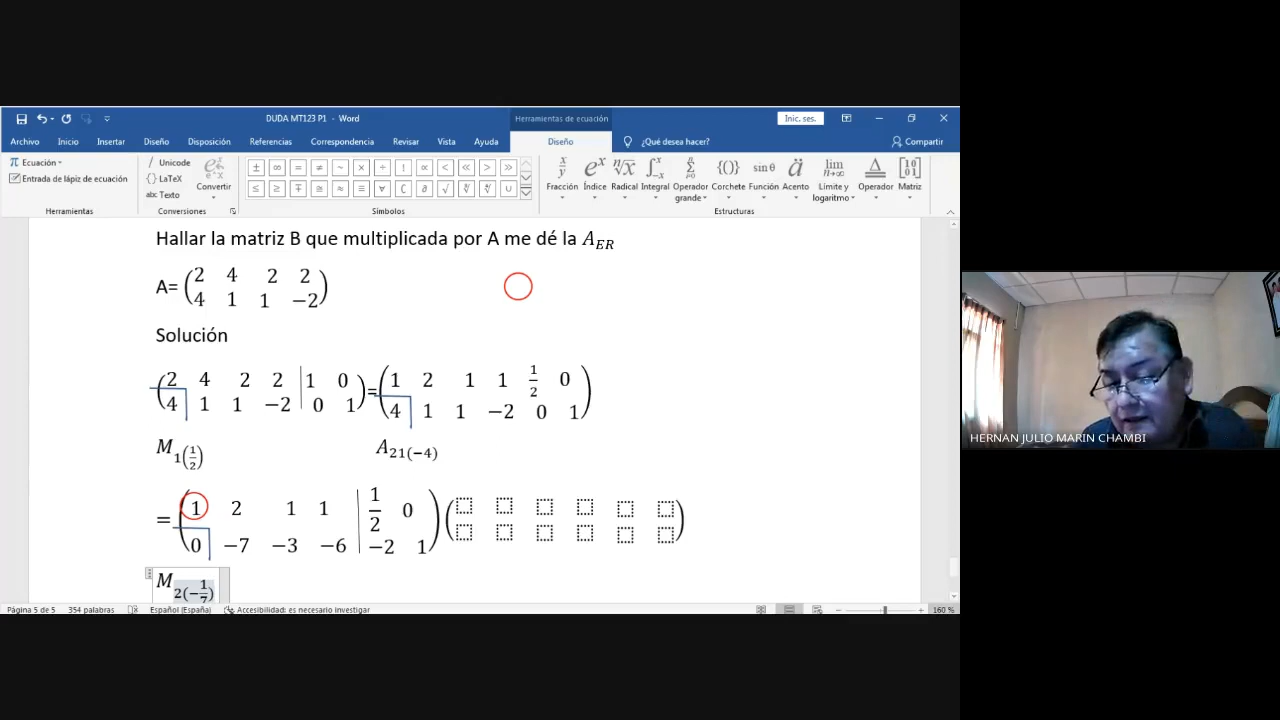 DUDA MT123 P1 - Word
Herramientas de ecuación
Inic. ses.
Archivo Inicio Insertar Diseño Disposición Referencias Correspondencia Revisar Vista Ayuda Diseño ¿Qué desea hacer? Compartir
π Ecuación
Entrada de lápiz de ecuación
Unicode
{} LaTeX
abc Texto
Convertir
± ∞ = ≠ ~ × ÷ ! ∝ < ≪ > ≫
≤ ≥ ∓ ≅ ≈ ≡ ∀ ∁ ∂ √ ∛ ∜ ∪
Fracción Índice Radical Integral Operador grande Corchete Función Acento Límite y logaritmo Operador Matriz
Herramientas Conversiones Símbolos Estructuras
Hallar la matriz B que multiplicada por A me dé la A_ER
A= (2 4 2 2
4 1 1 −2)
Solución
(2 4 2 2 | 1 0)=(1 2 1 1 1/2 0)
(4 1 1 −2 | 0 1) (4 1 1 −2 0 1)
M_1(1/2) A_21(−4)
= (1 2 1 1 | 1/2 0)
(0 −7 −3 −6 | −2 1)
M_2(−1/7)
Página 5 de 5 354 palabras Español (España) Accesibilidad: es necesario investigar 160 %
HERNAN JULIO MARIN CHAMBI